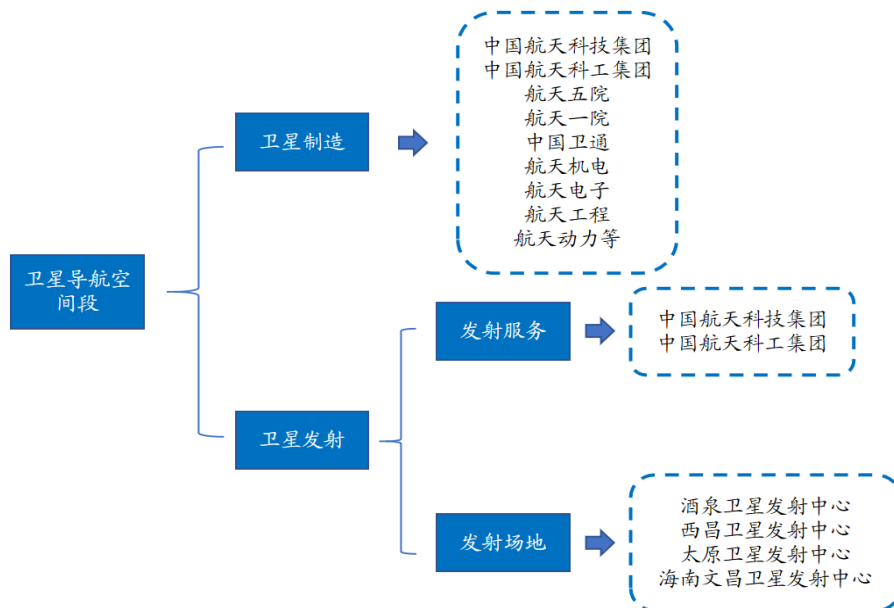 中国航天科技集团
中国航天科工集团
航天五院
航天一院
中国卫通
航天机电
航天电子
航天工程
航天动力等
卫星制造
卫星导航空
间段
发射服务
中国航天科技集团
中国航天科工集团
卫星发射
发射场地
酒泉卫星发射中心
西昌卫星发射中心
太原卫星发射中心
海南文昌卫星发射中心